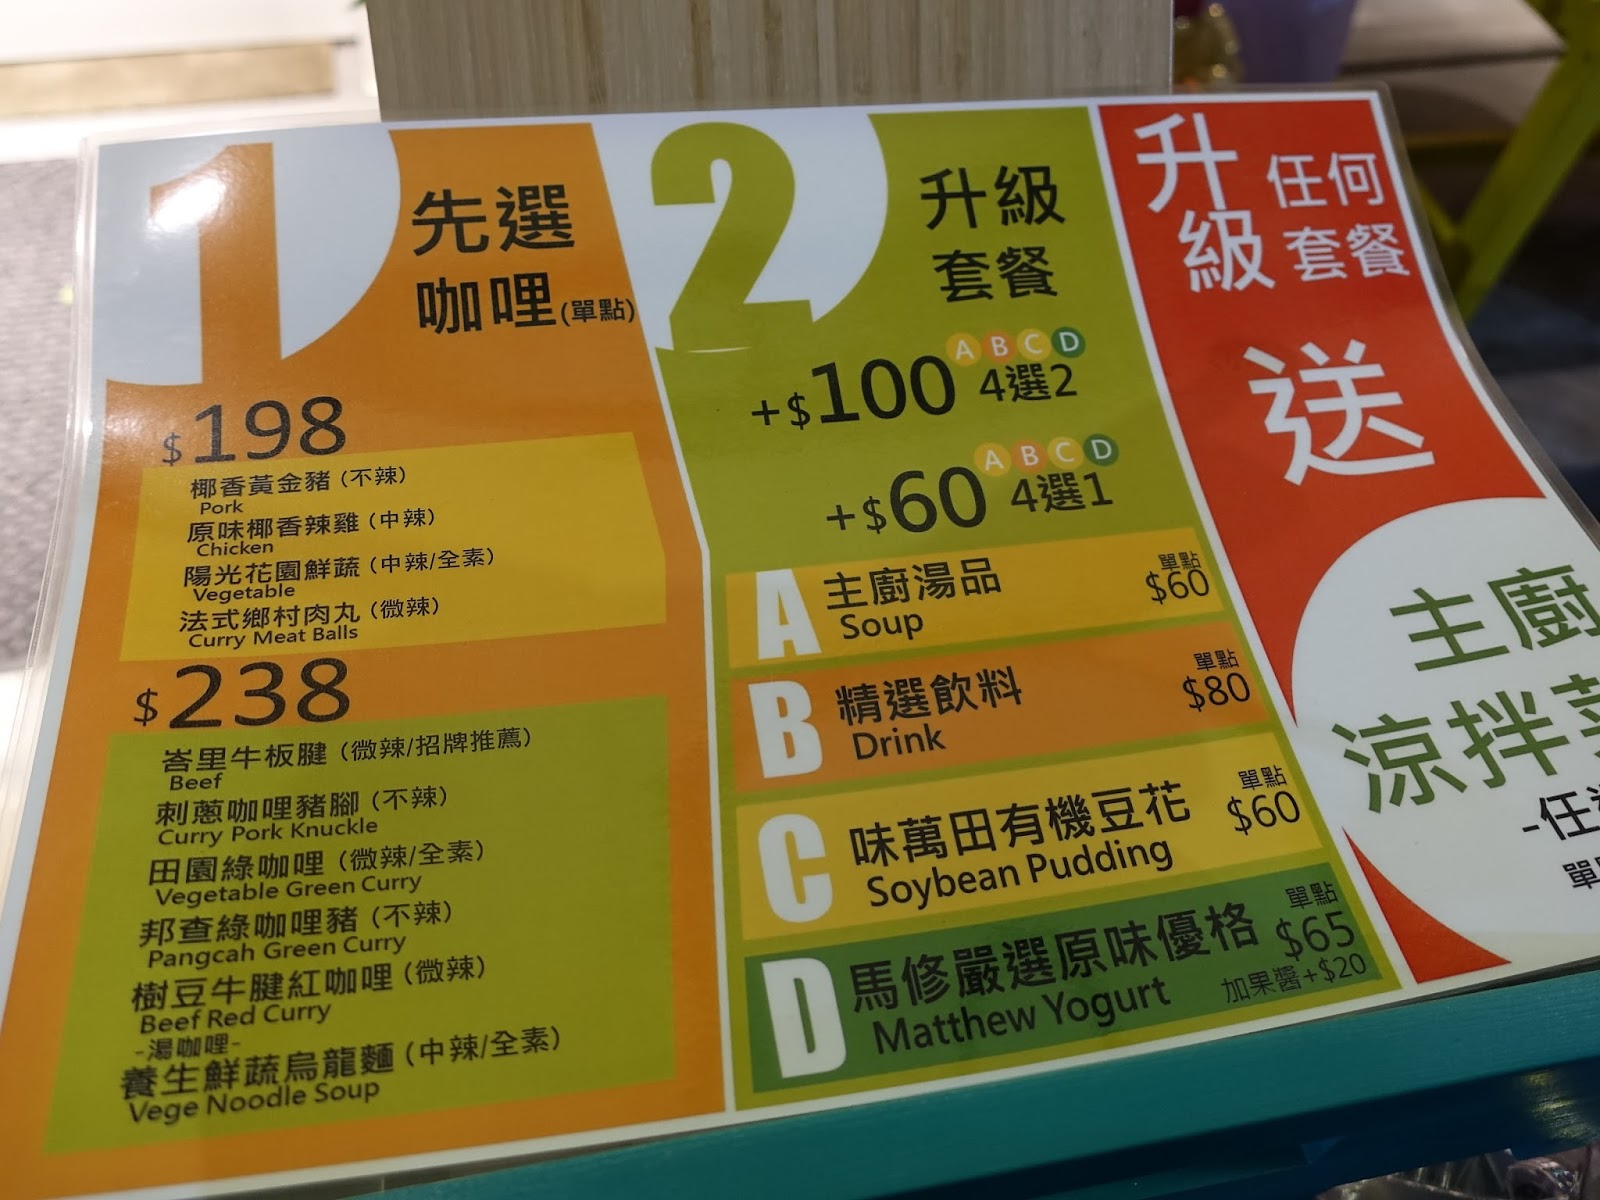 1
先選
咖哩(單點)
$198
椰香黃金豬(不辣)
Pork
原味椰香辣雞(中辣)
Chicken
陽光花園鮮蔬(中辣/全素)
Vegetable
法式鄉村肉丸(微辣)
Curry Meat Balls
$238
峇里牛板腱(微辣/招牌推薦)
Beef
刺蔥咖哩豬腳(不辣)
Curry Pork Knuckle
田園綠咖哩(微辣/全素)
Vegetable Green Curry
邦查綠咖哩豬(不辣)
Pangcah Green Curry
樹豆牛腱紅咖哩(微辣)
Beef Red Curry
-湯咖哩-
養生鮮蔬烏龍麵(中辣/全素)
Vege Noodle Soup
2
升級
套餐
+$100 ABCD 4選2
+$60 ABCD 4選1
A 主廚湯品 單點
Soup $60
B 精選飲料 單點
Drink $80
C 味萬田有機豆花 單點
Soybean Pudding $60
D 馬修嚴選原味優格 單點
$65
Matthew Yogurt 加果醬+$20
升級 任何
套餐
送
主廚
涼拌
-任
單